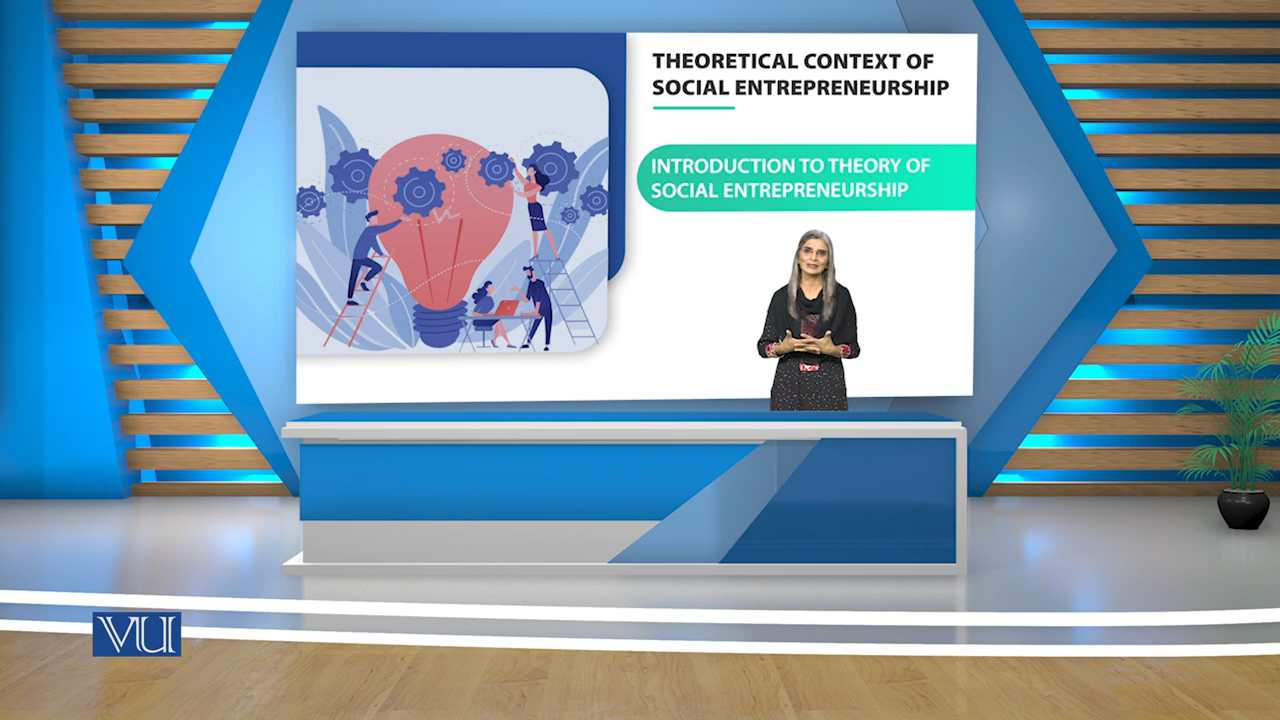 THEORETICAL CONTEXT OF
SOCIAL ENTREPRENEURSHIP
INTRODUCTION TO THEORY OF
SOCIAL ENTREPRENEURSHIP
VU